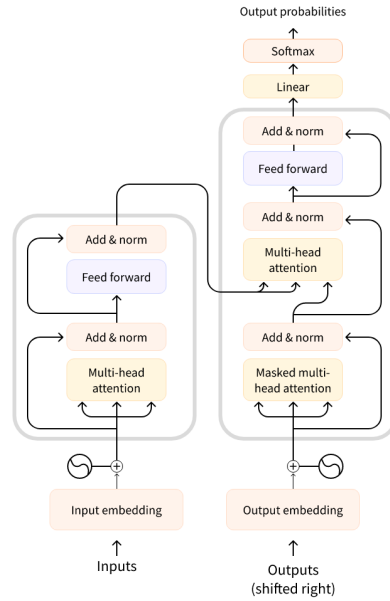 Output probabilities
Softmax
Linear
Add & norm
Feed forward
Add & norm
Multi-head
attention
Add & norm
Masked multi-
head attention
Add & norm
Feed forward
Add & norm
Multi-head
attention
Input embedding
Output embedding
Inputs
Outputs
(shifted right)